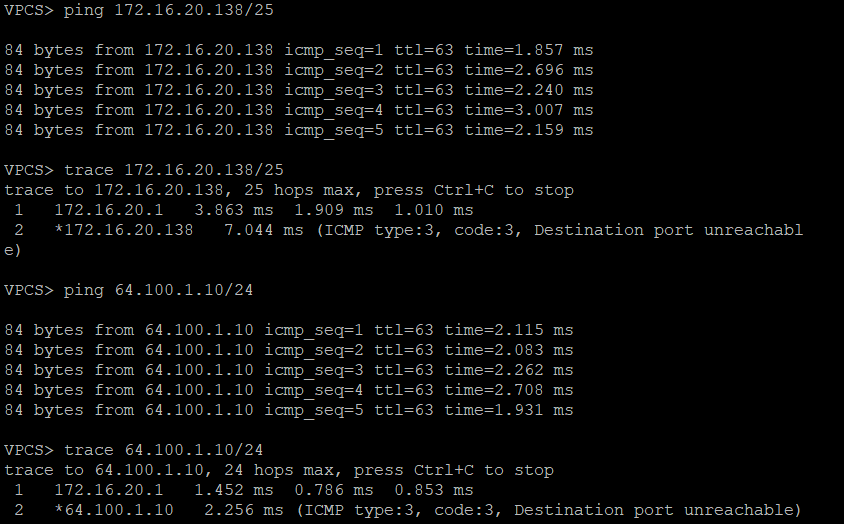 VPCS> ping 172.16.20.138/25
84 bytes from 172.16.20.138 icmp_seq=1 ttl=63 time=1.857 ms
84 bytes from 172.16.20.138 icmp_seq=2 ttl=63 time=2.696 ms
84 bytes from 172.16.20.138 icmp_seq=3 ttl=63 time=2.240 ms
84 bytes from 172.16.20.138 icmp_seq=4 ttl=63 time=3.007 ms
84 bytes from 172.16.20.138 icmp_seq=5 ttl=63 time=2.159 ms
VPCS> trace 172.16.20.138/25
trace to 172.16.20.138, 25 hops max, press Ctrl+C to stop
 1   172.16.20.1   3.863 ms  1.909 ms  1.010 ms
 2   *172.16.20.138   7.044 ms (ICMP type:3, code:3, Destination port unreachabl
e)
VPCS> ping 64.100.1.10/24
84 bytes from 64.100.1.10 icmp_seq=1 ttl=63 time=2.115 ms
84 bytes from 64.100.1.10 icmp_seq=2 ttl=63 time=2.083 ms
84 bytes from 64.100.1.10 icmp_seq=3 ttl=63 time=2.262 ms
84 bytes from 64.100.1.10 icmp_seq=4 ttl=63 time=2.708 ms
84 bytes from 64.100.1.10 icmp_seq=5 ttl=63 time=1.931 ms
VPCS> trace 64.100.1.10/24
trace to 64.100.1.10, 24 hops max, press Ctrl+C to stop
 1   172.16.20.1   1.452 ms  0.786 ms  0.853 ms
 2   *64.100.1.10   2.256 ms (ICMP type:3, code:3, Destination port unreachable)